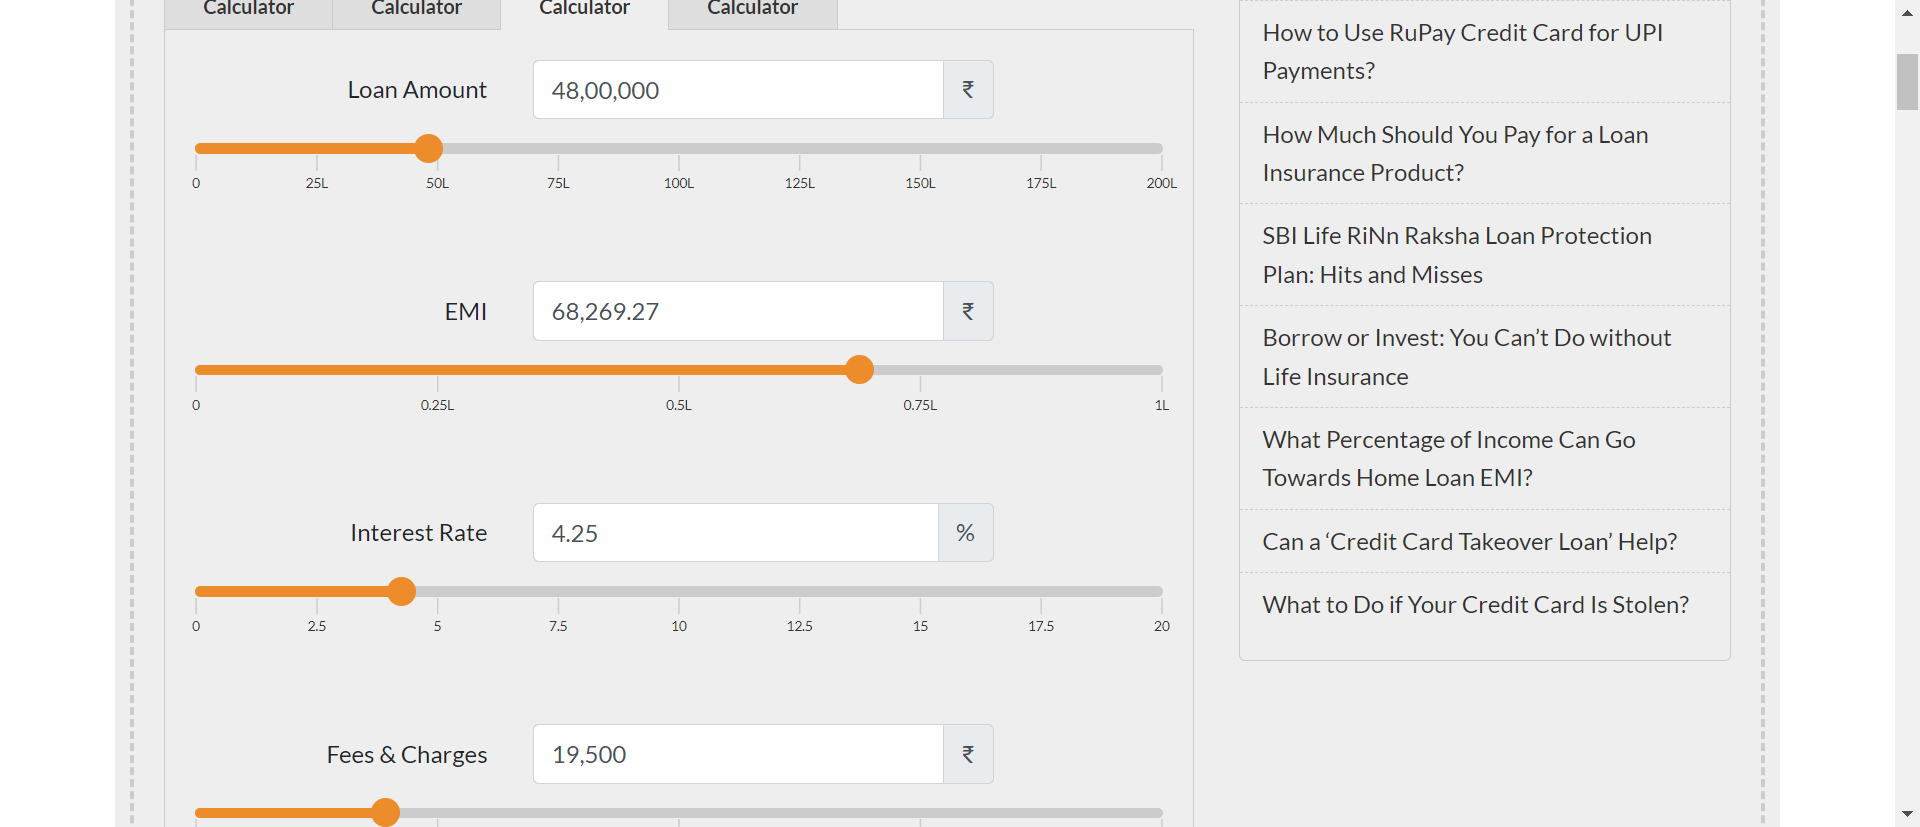 Calculator Calculator Calculator Calculator
Loan Amount 48,00,000 ₹
0 25L 50L 75L 100L 125L 150L 175L 200L
EMI 68,269.27 ₹
0 0.25L 0.5L 0.75L 1L
Interest Rate 4.25 %
0 2.5 5 7.5 10 12.5 15 17.5 20
Fees & Charges 19,500 ₹
How to Use RuPay Credit Card for UPI
Payments?
How Much Should You Pay for a Loan
Insurance Product?
SBI Life RiNn Raksha Loan Protection
Plan: Hits and Misses
Borrow or Invest: You Can’t Do without
Life Insurance
What Percentage of Income Can Go
Towards Home Loan EMI?
Can a ‘Credit Card Takeover Loan’ Help?
What to Do if Your Credit Card Is Stolen?